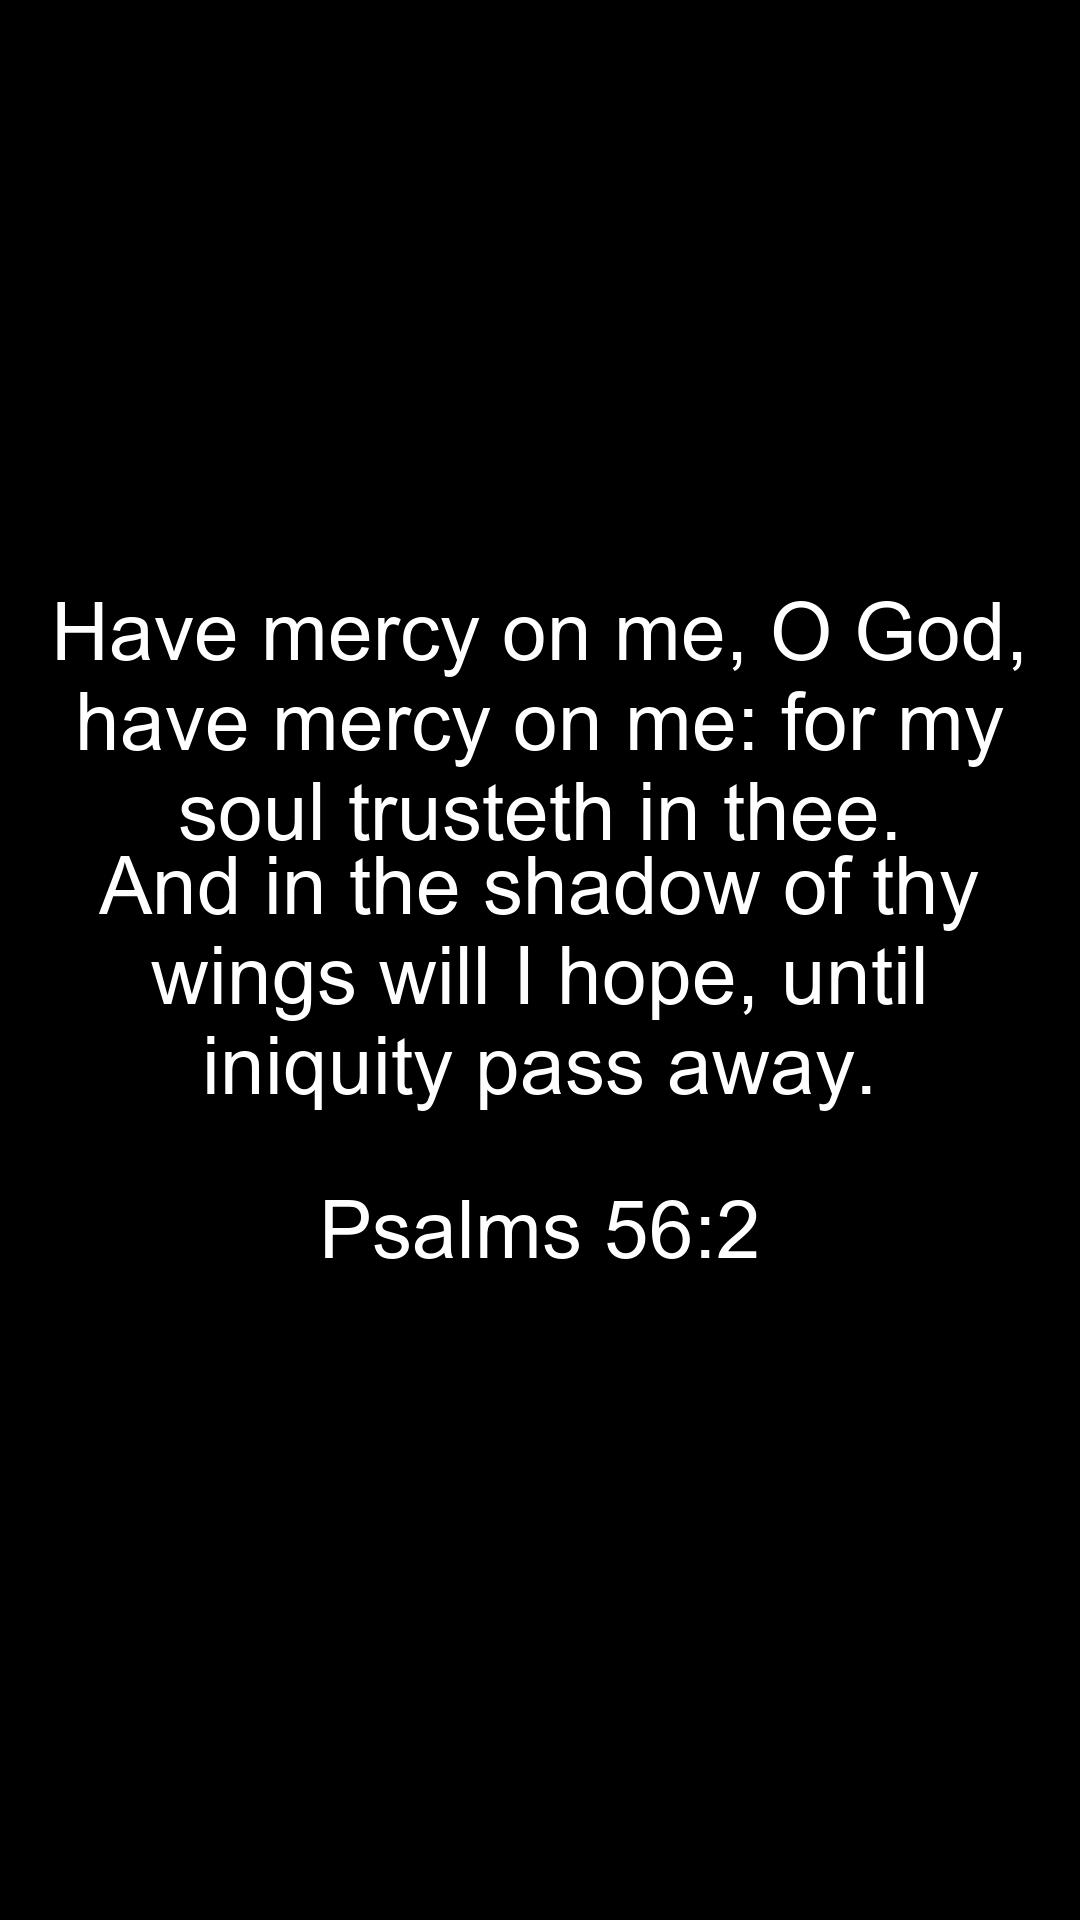 Have mercy on me, O God,
have mercy on me: for my
soul trusteth in thee.
And in the shadow of thy
wings will I hope, until
iniquity pass away.
Psalms 56:2